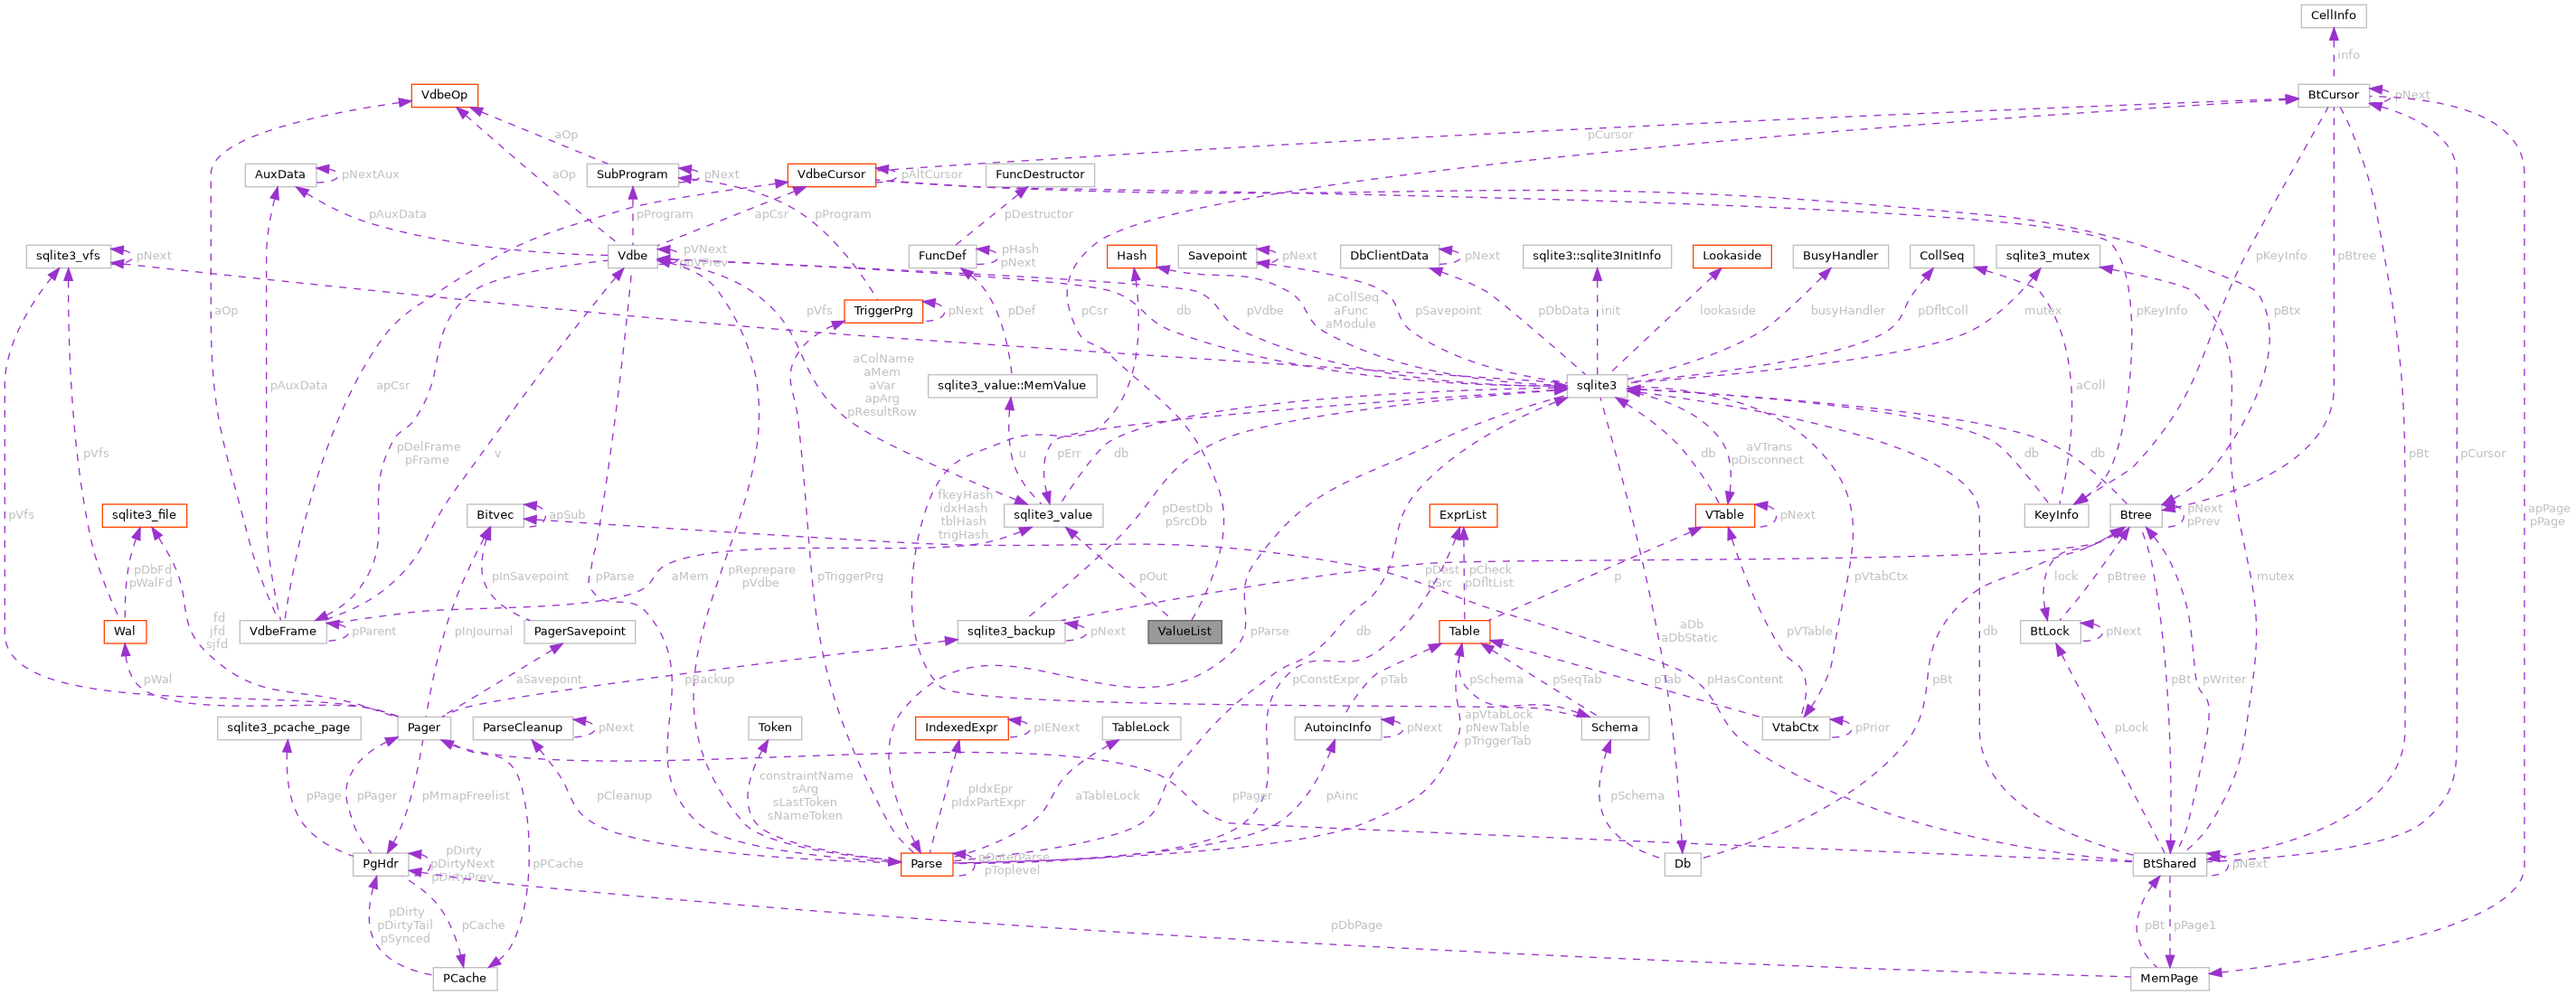 CellInfo
info
VdbeOp
BtCursor
pNext
aOp
pCursor
AuxData
pNextAux
aOp
SubProgram
pNext
VdbeCursor
pAltCursor
FuncDestructor
pAuxData
pProgram
apCsr
pProgram
pDestructor
sqlite3_vfs
pNext
Vdbe
pVNext
ppVPrev
FuncDef
pHash
pNext
Hash
Savepoint
pNext
DbClientData
pNext
sqlite3::sqlite3InitInfo
Lookaside
BusyHandler
CollSeq
sqlite3_mutex
pKeyInfo
pBtree
aOp
pVfs
TriggerPrg
pNext
pDef
pCsr
db
pVdbe
aCollSeq
aFunc
aModule
pSavepoint
pDbData
init
lookaside
busyHandler
pDfltColl
mutex
pKeyInfo
pBtx
pAuxData
apCsr
aColName
aMem
aVar
apArg
pResultRow
sqlite3_value::MemValue
sqlite3
aColl
pVfs
pDelFrame
pFrame
v
u
pErr
db
db
aVTrans
pDisconnect
db
db
pBt
pCursor
pVfs
sqlite3_file
Bitvec
apSub
fkeyHash
idxHash
tblHash
trigHash
sqlite3_value
pDestDb
pSrcDb
ExprList
VTable
pNext
KeyInfo
Btree
pNext
pPrev
apPage
pPage
pDbFd
pWalFd
pInSavepoint
pParse
aMem
pReprepare
pVdbe
pTriggerPrg
pOut
pDest
pSrc
pCheck
pDfltList
p
pVtabCtx
lock
pBtree
mutex
Wal
fd
jfd
sjfd
VdbeFrame
pParent
pInJournal
PagerSavepoint
sqlite3_backup
pNext
ValueList
pParse
db
Table
aDb
aDbStatic
pVTable
db
BtLock
pNext
pWal
aSavepoint
pBackup
pConstExpr
pTab
pSchema
pSeqTab
pTab
pHasContent
pBt
pBt
pWriter
sqlite3_pcache_page
Pager
ParseCleanup
pNext
Token
IndexedExpr
pIENext
TableLock
AutoincInfo
pNext
apVtabLock
pNewTable
pTriggerTab
Schema
VtabCtx
pPrior
pLock
pPage
pPager
pMmapFreelist
pCleanup
constraintName
sArg
sLastToken
sNameToken
pIdxEpr
pIdxPartExpr
aTableLock
pPager
pAinc
pSchema
PgHdr
pDirty
pDirtyNext
pDirtyPrev
pPCache
Parse
pOuterParse
pToplevel
Db
BtShared
pNext
pDirty
pDirtyTail
pSynced
pCache
pDbPage
pBt
pPage1
PCache
MemPage